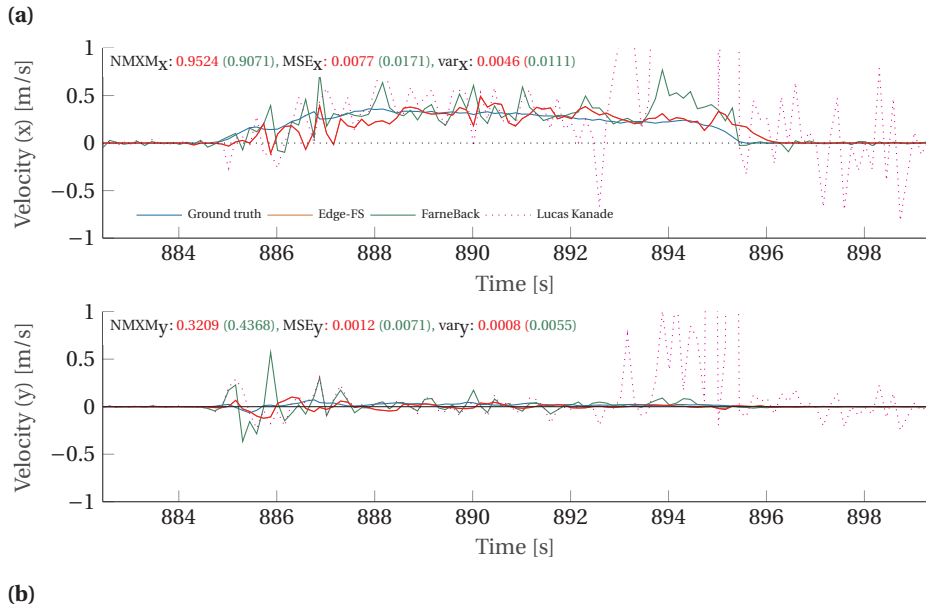 (a)
1
NMXMx: 0.9524 (0.9071), MSEx: 0.0077 (0.0171), varx: 0.0046 (0.0111)
0.5
0
−0.5
−1
Velocity (x) [m/s]
Ground truth Edge-FS FarneBack Lucas Kanade
884 886 888 890 892 894 896 898
Time [s]
1
NMXMy: 0.3209 (0.4368), MSEy: 0.0012 (0.0071), vary: 0.0008 (0.0055)
0.5
0
−0.5
−1
Velocity (y) [m/s]
884 886 888 890 892 894 896 898
Time [s]
(b)